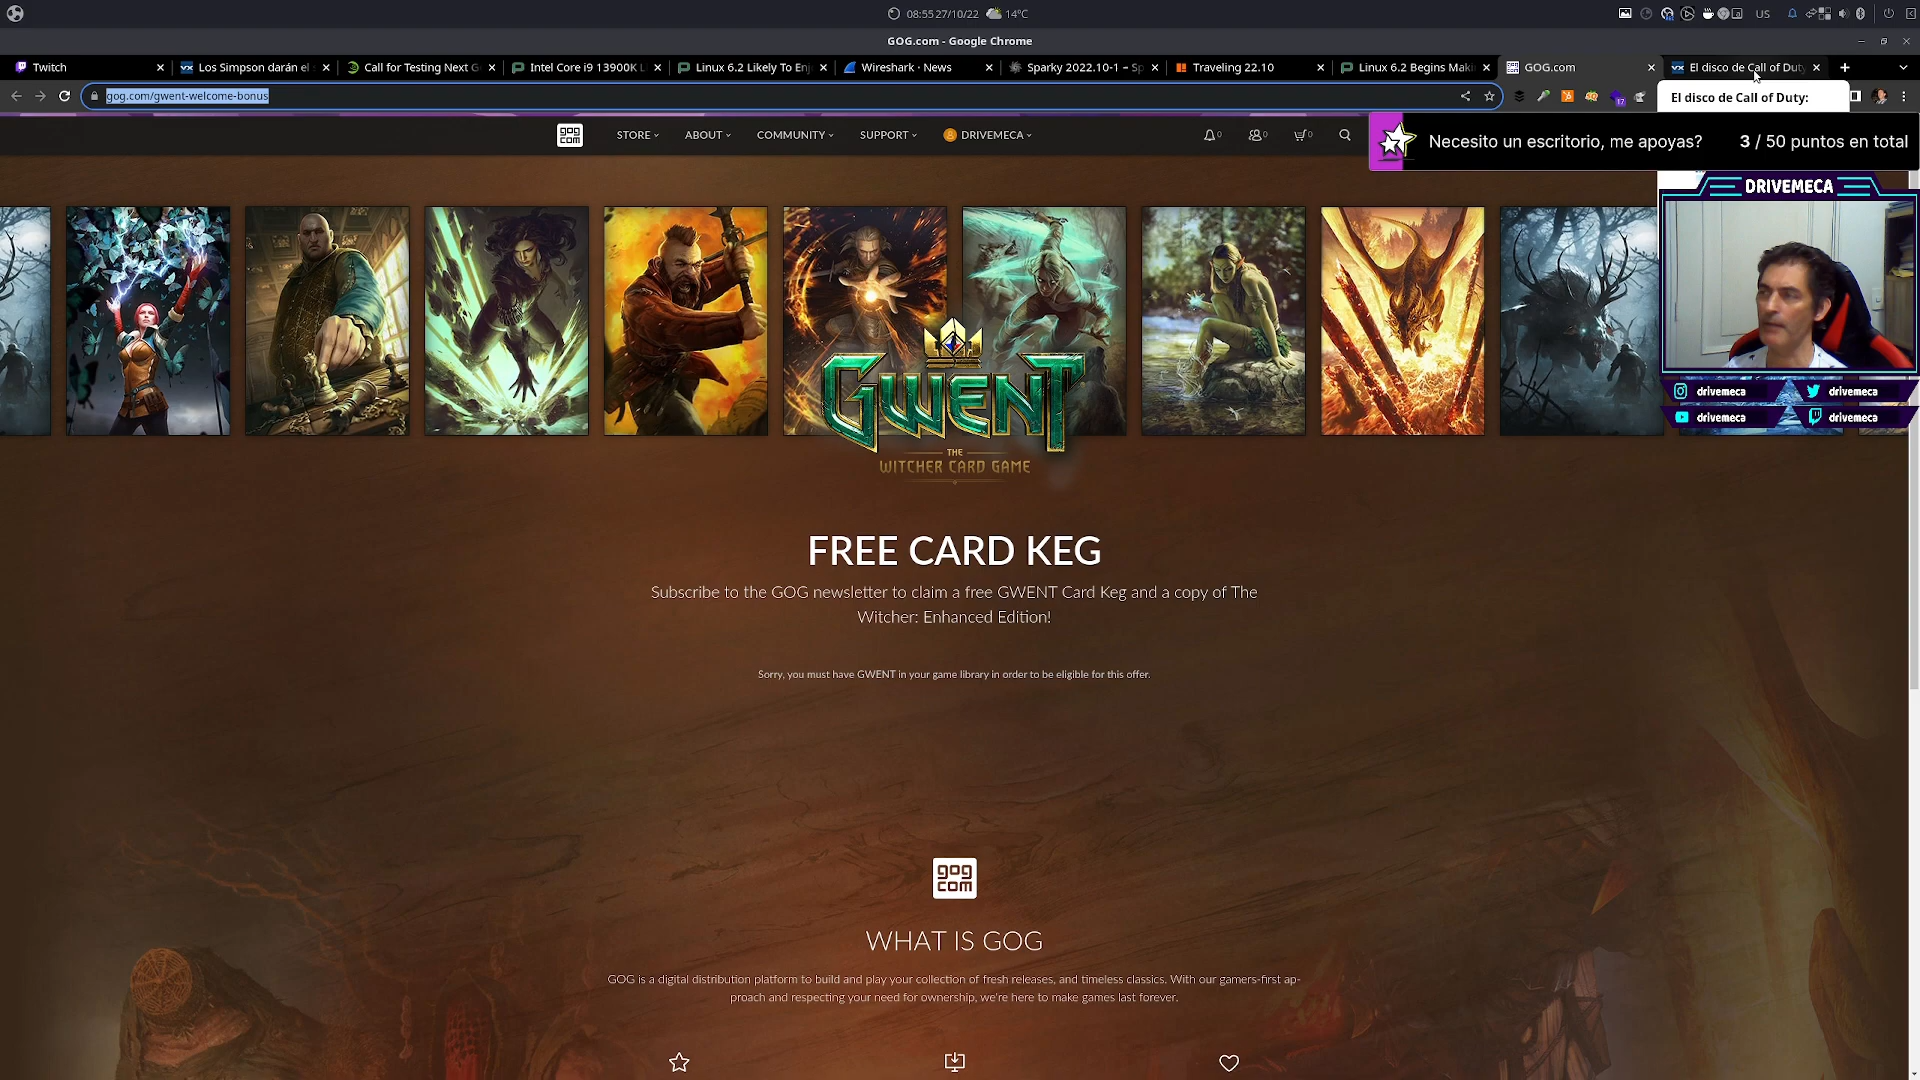 08:55 27/10/22 14°C
US
GOG.com - Google Chrome
Twitch
Los Simpson darán el s
Call for Testing Next G
Intel Core i9 13900K L
Linux 6.2 Likely To Enj
Wireshark · News
Sparky 2022.10-1 – Sp
Traveling 22.10
Linux 6.2 Begins Maki
GOG.com
El disco de Call of Duty
gog.com/gwent-welcome-bonus
17
El disco de Call of Duty:
gog
com
STORE
ABOUT
COMMUNITY
SUPPORT
DRIVEMECA
0
0
0
Necesito un escritorio, me apoyas?
3 / 50 puntos en total
DRIVEMECA
drivemeca
drivemeca
drivemeca
drivemeca
GWENT
THE
WITCHER CARD GAME
FREE CARD KEG
Subscribe to the GOG newsletter to claim a free GWENT Card Keg and a copy of The
Witcher: Enhanced Edition!
Sorry, you must have GWENT in your game library in order to be eligible for this offer.
gog
com
WHAT IS GOG
GOG is a digital distribution platform to build and play your collection of fresh releases, and timeless classics. With our gamers-first ap-
proach and respecting your need for ownership, we're here to make games last forever.